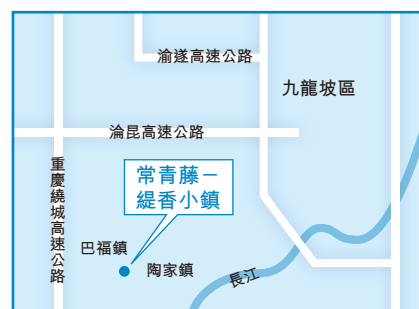 渝遂高速公路
九龍坡區
淪昆高速公路
重慶繞城高速公路
常青藤－
緹香小鎮
巴福鎮
陶家鎮
長江